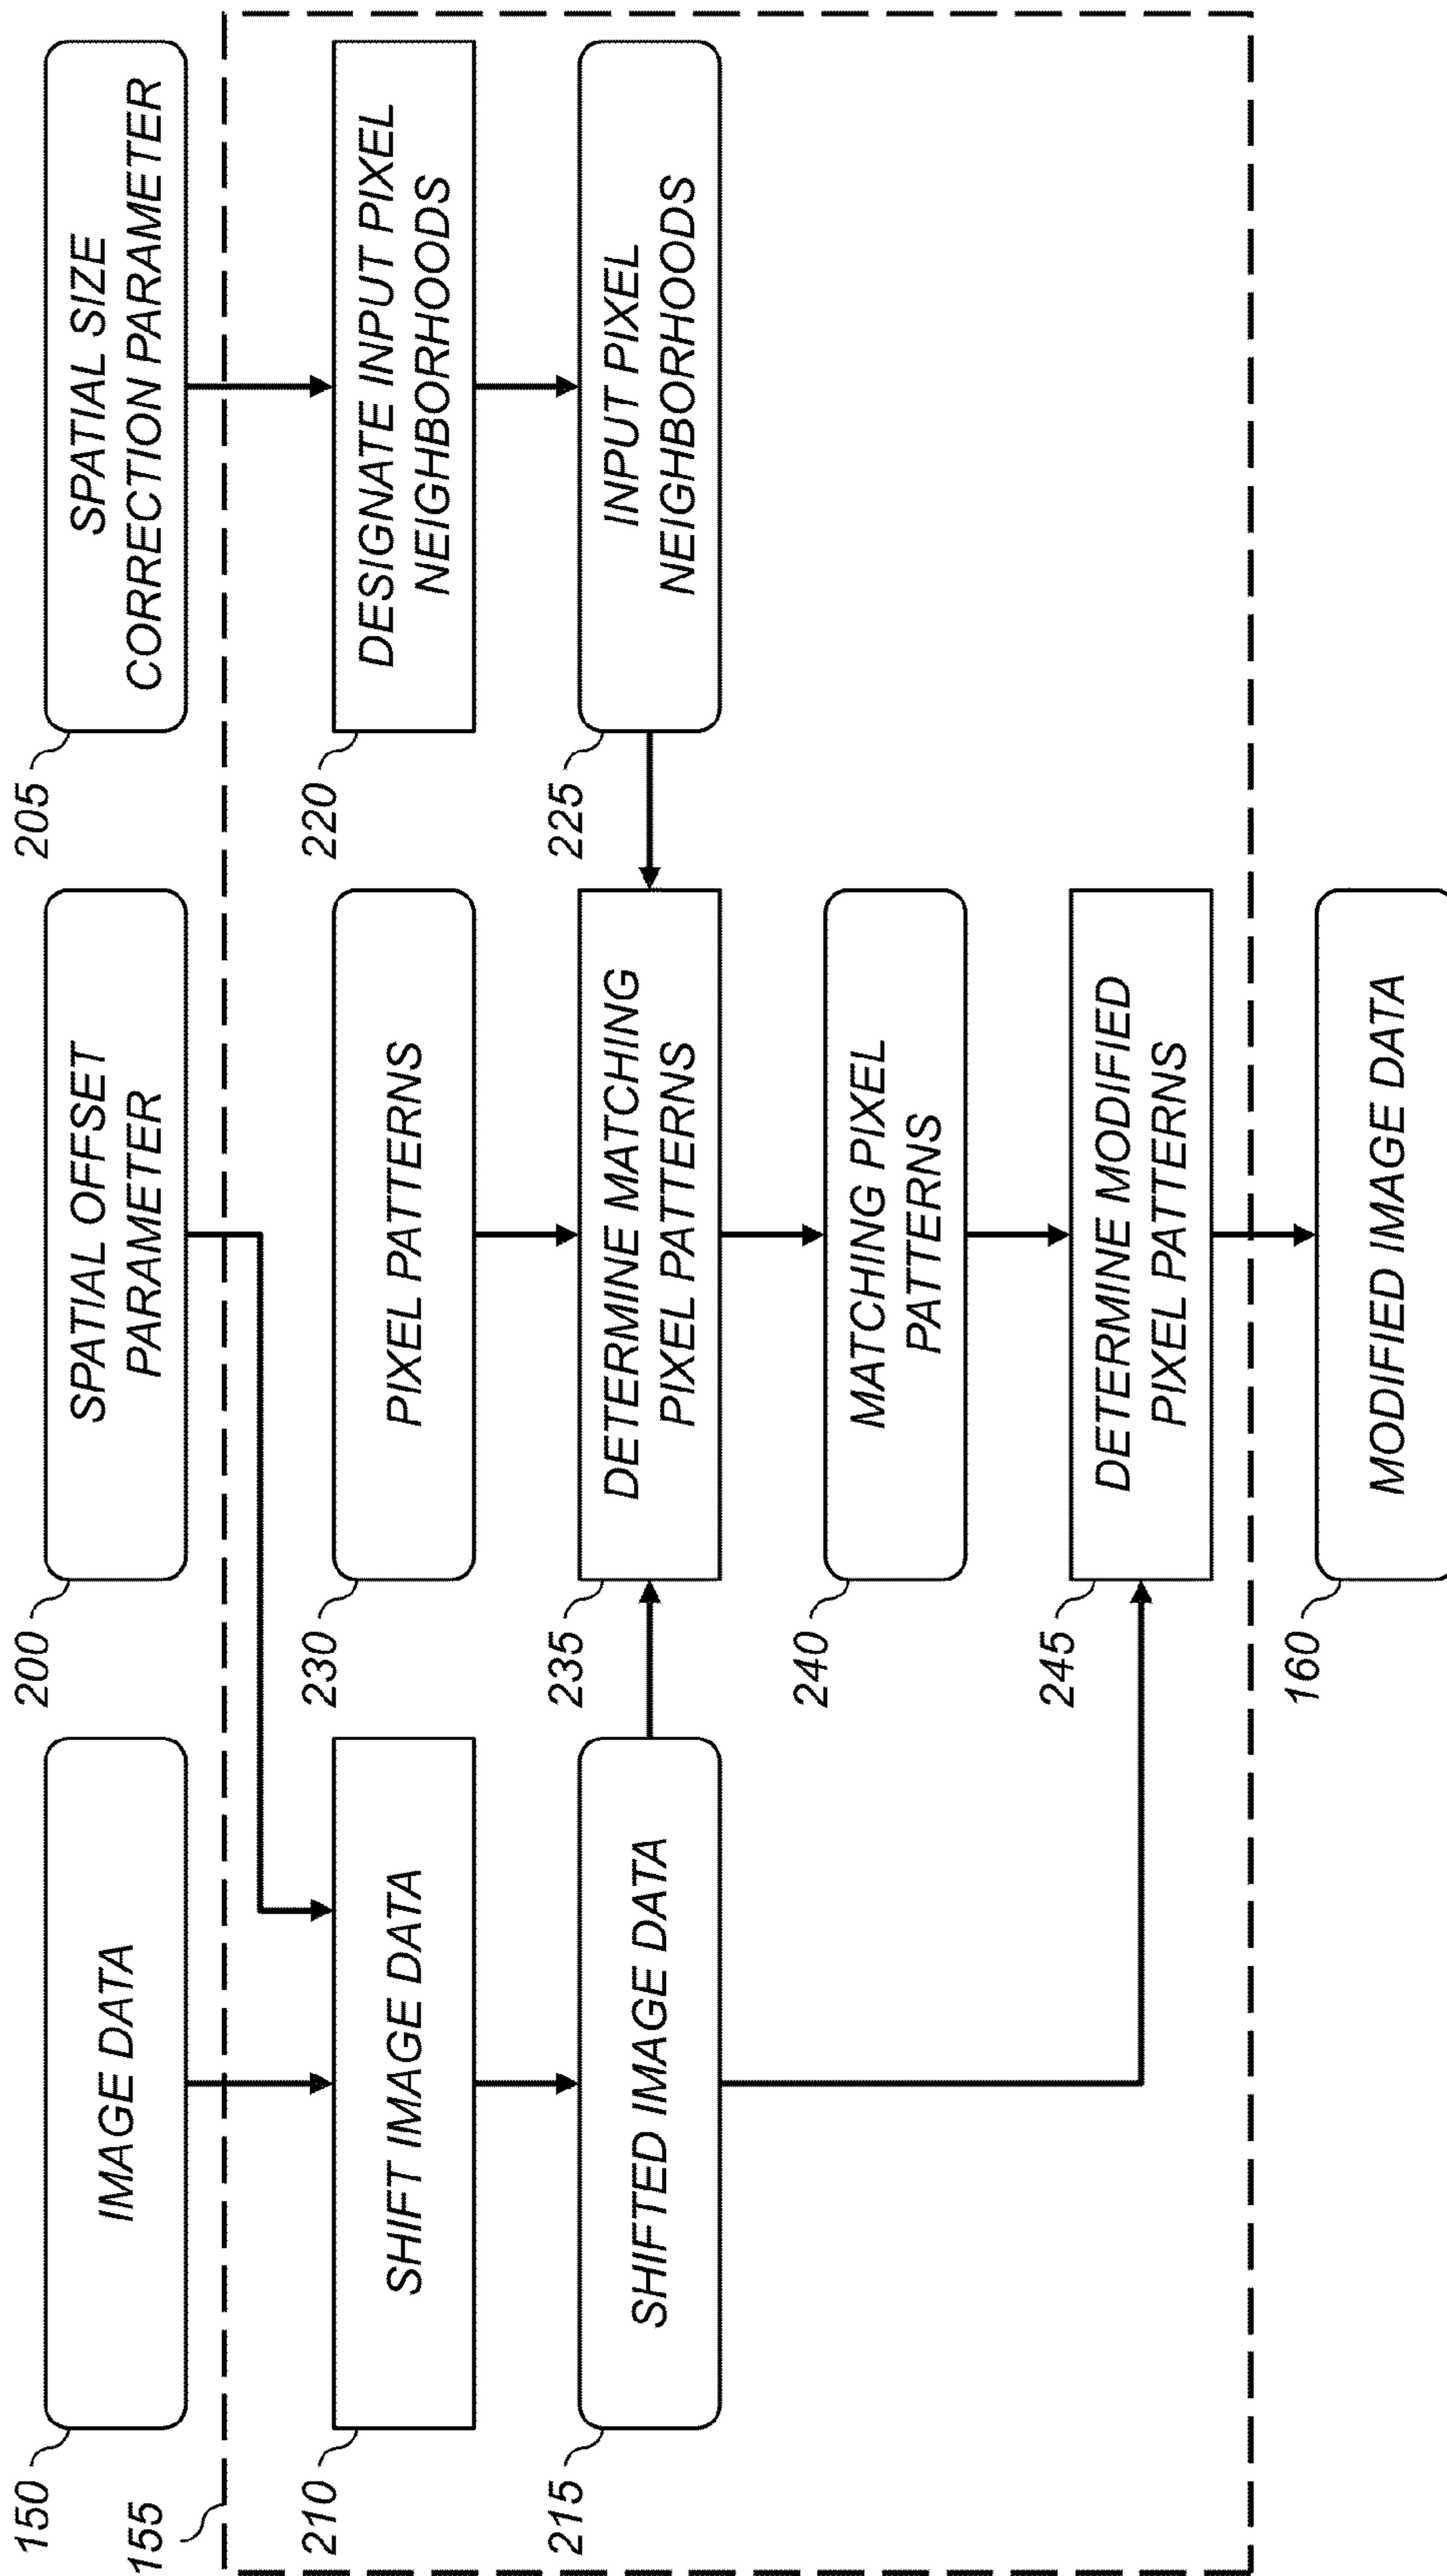 150
IMAGE DATA
200
SPATIAL OFFSET
PARAMETER
205
SPATIAL SIZE
CORRECTION PARAMETER
155
210
SHIFT IMAGE DATA
230
PIXEL PATTERNS
220
DESIGNATE INPUT PIXEL
NEIGHBORHOODS
215
SHIFTED IMAGE DATA
235
DETERMINE MATCHING
PIXEL PATTERNS
225
INPUT PIXEL
NEIGHBORHOODS
240
MATCHING PIXEL
PATTERNS
245
DETERMINE MODIFIED
PIXEL PATTERNS
160
MODIFIED IMAGE DATA